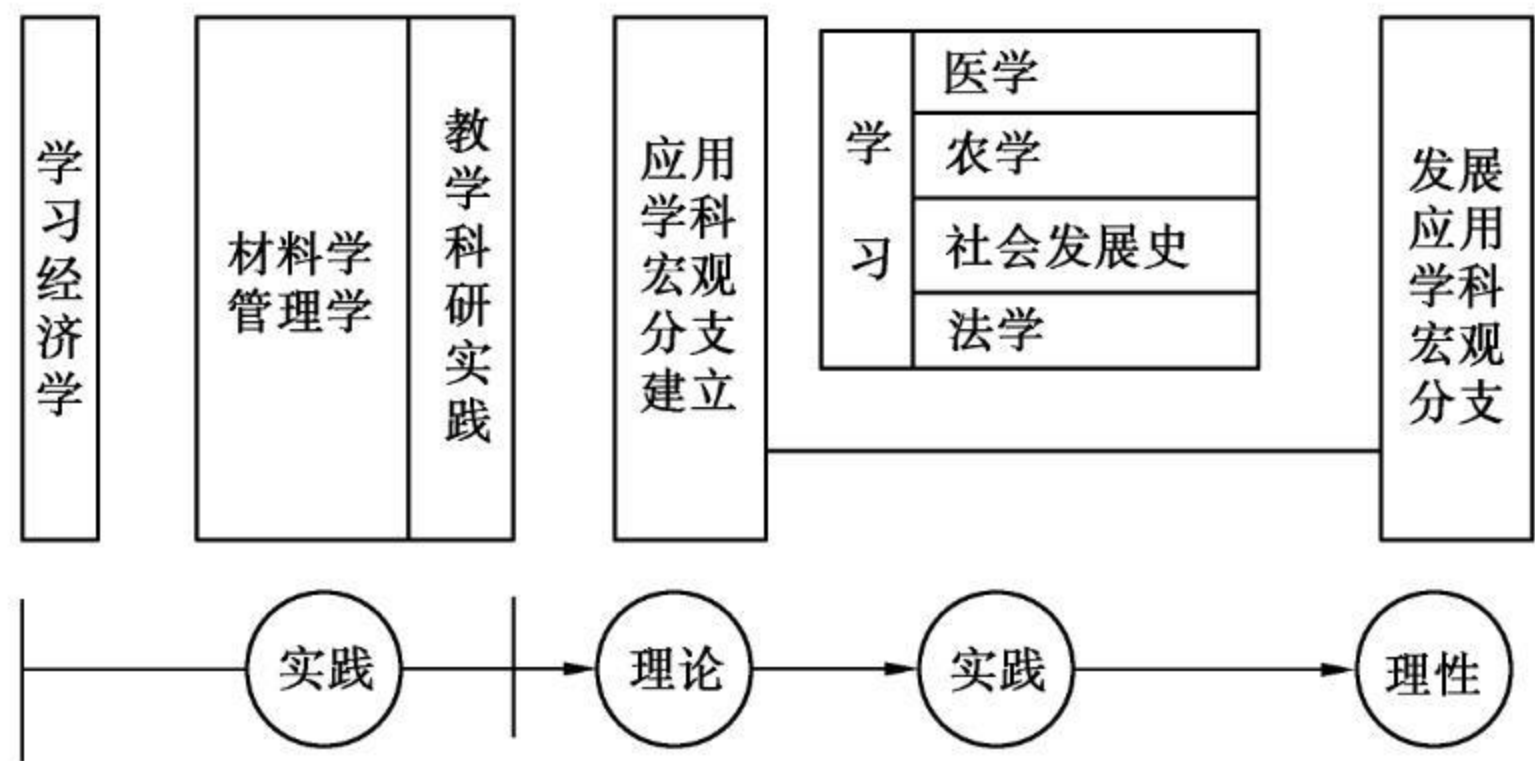 学习经济学
材料学
管理学
教学科研实践
应用
学科
宏观
分支
建立
学习
医学
农学
社会发展史
法学
发展
应用
学科
宏观
分支
实践
理论
实践
理性